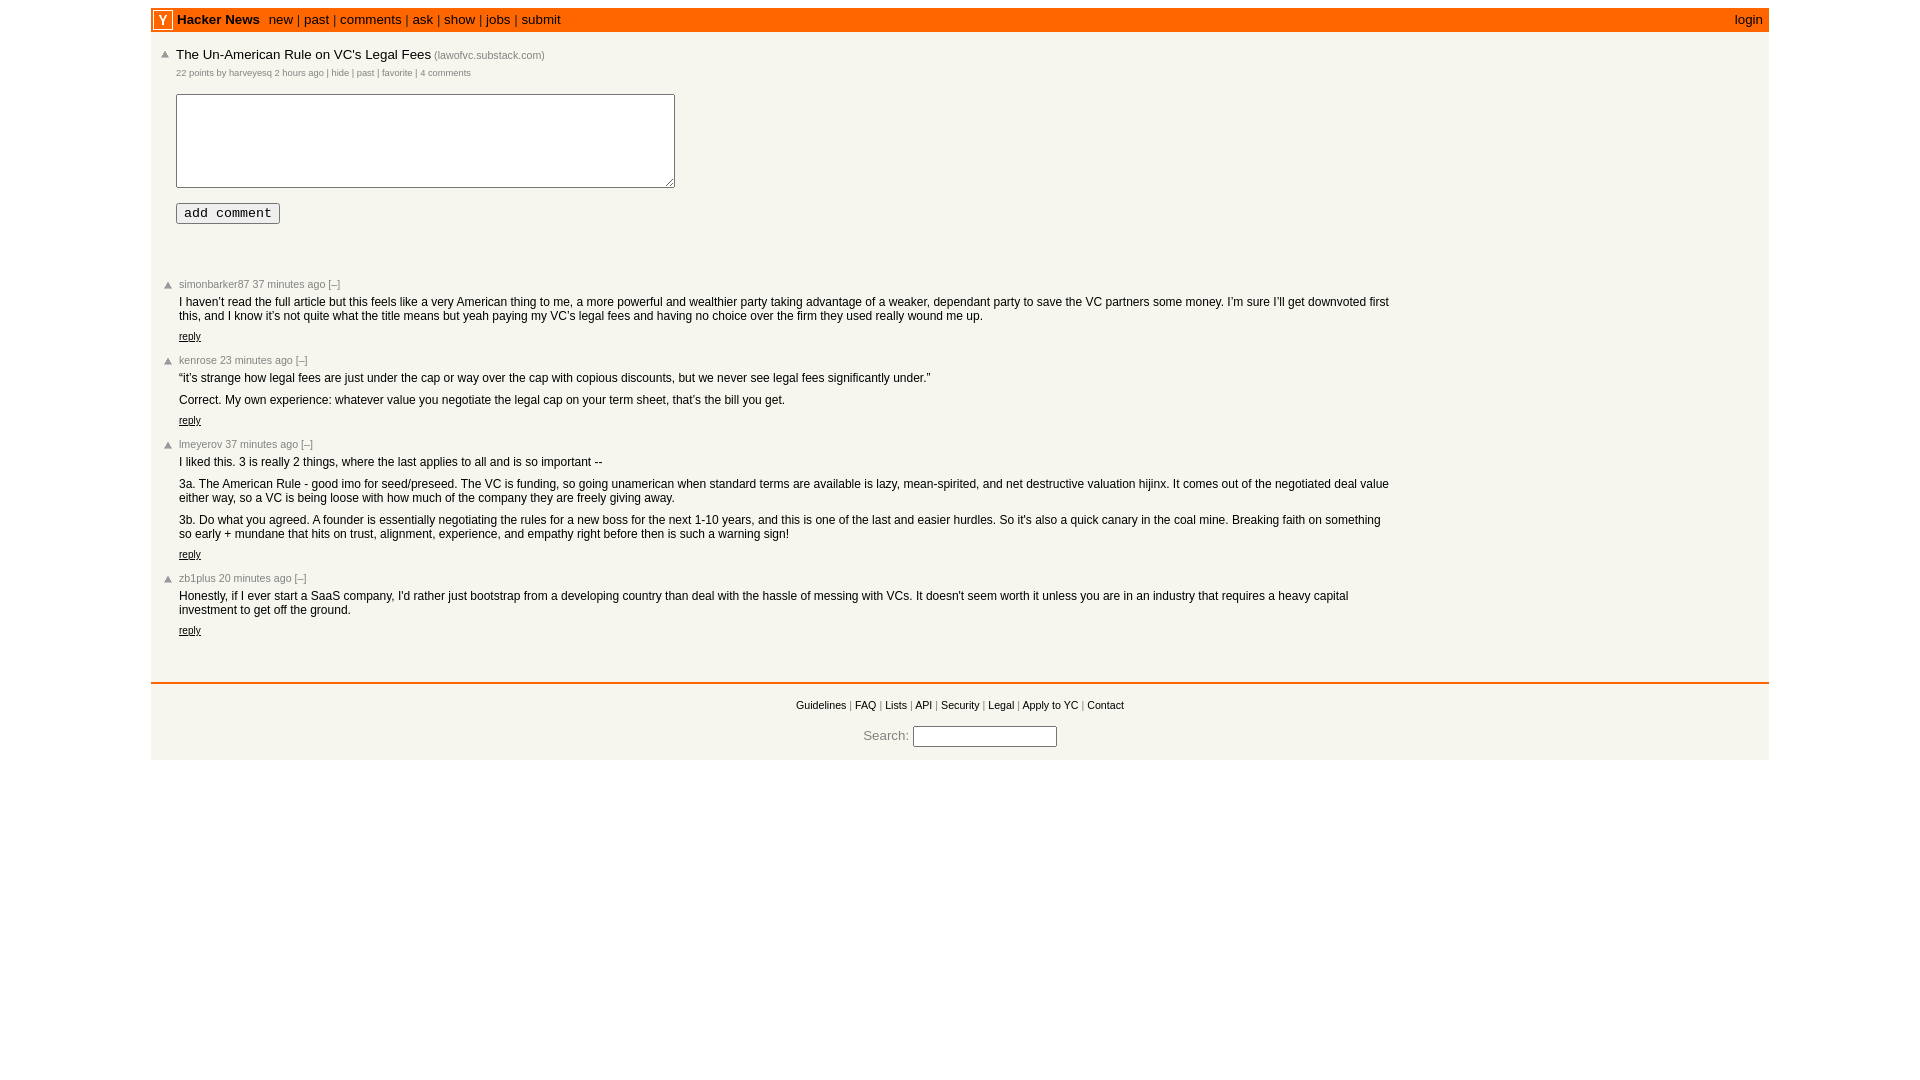 Y Hacker News new | past | comments | ask | show | jobs | submit login
The Un-American Rule on VC's Legal Fees (lawofvc.substack.com)
22 points by harveyesq 2 hours ago | hide | past | favorite | 4 comments
add comment
simonbarker87 37 minutes ago [–]
I haven’t read the full article but this feels like a very American thing to me, a more powerful and wealthier party taking advantage of a weaker, dependant party to save the VC partners some money. I’m sure I’ll get downvoted first
this, and I know it’s not quite what the title means but yeah paying my VC’s legal fees and having no choice over the firm they used really wound me up.
reply
kenrose 23 minutes ago [–]
“it’s strange how legal fees are just under the cap or way over the cap with copious discounts, but we never see legal fees significantly under.”
Correct. My own experience: whatever value you negotiate the legal cap on your term sheet, that’s the bill you get.
reply
lmeyerov 37 minutes ago [–]
I liked this. 3 is really 2 things, where the last applies to all and is so important --
3a. The American Rule - good imo for seed/preseed. The VC is funding, so going unamerican when standard terms are available is lazy, mean-spirited, and net destructive valuation hijinx. It comes out of the negotiated deal value
either way, so a VC is being loose with how much of the company they are freely giving away.
3b. Do what you agreed. A founder is essentially negotiating the rules for a new boss for the next 1-10 years, and this is one of the last and easier hurdles. So it's also a quick canary in the coal mine. Breaking faith on something
so early + mundane that hits on trust, alignment, experience, and empathy right before then is such a warning sign!
reply
zb1plus 20 minutes ago [–]
Honestly, if I ever start a SaaS company, I'd rather just bootstrap from a developing country than deal with the hassle of messing with VCs. It doesn't seem worth it unless you are in an industry that requires a heavy capital
investment to get off the ground.
reply
Guidelines | FAQ | Lists | API | Security | Legal | Apply to YC | Contact
Search: